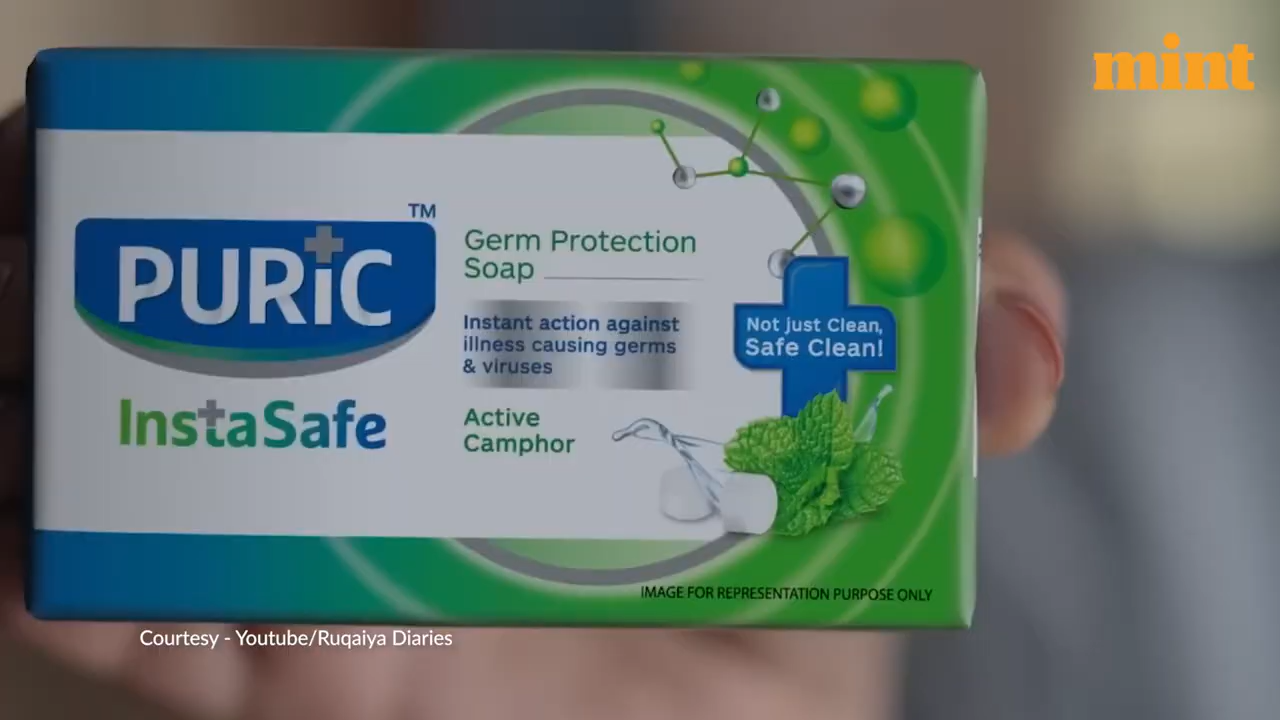 mint
TM
PURiC
InstaSafe
Germ Protection
Soap
Instant action against
illness causing germs
& viruses
Active
Camphor
Not just Clean,
Safe Clean!
IMAGE FOR REPRESENTATION PURPOSE ONLY
Courtesy - Youtube/Ruqaiya Diaries